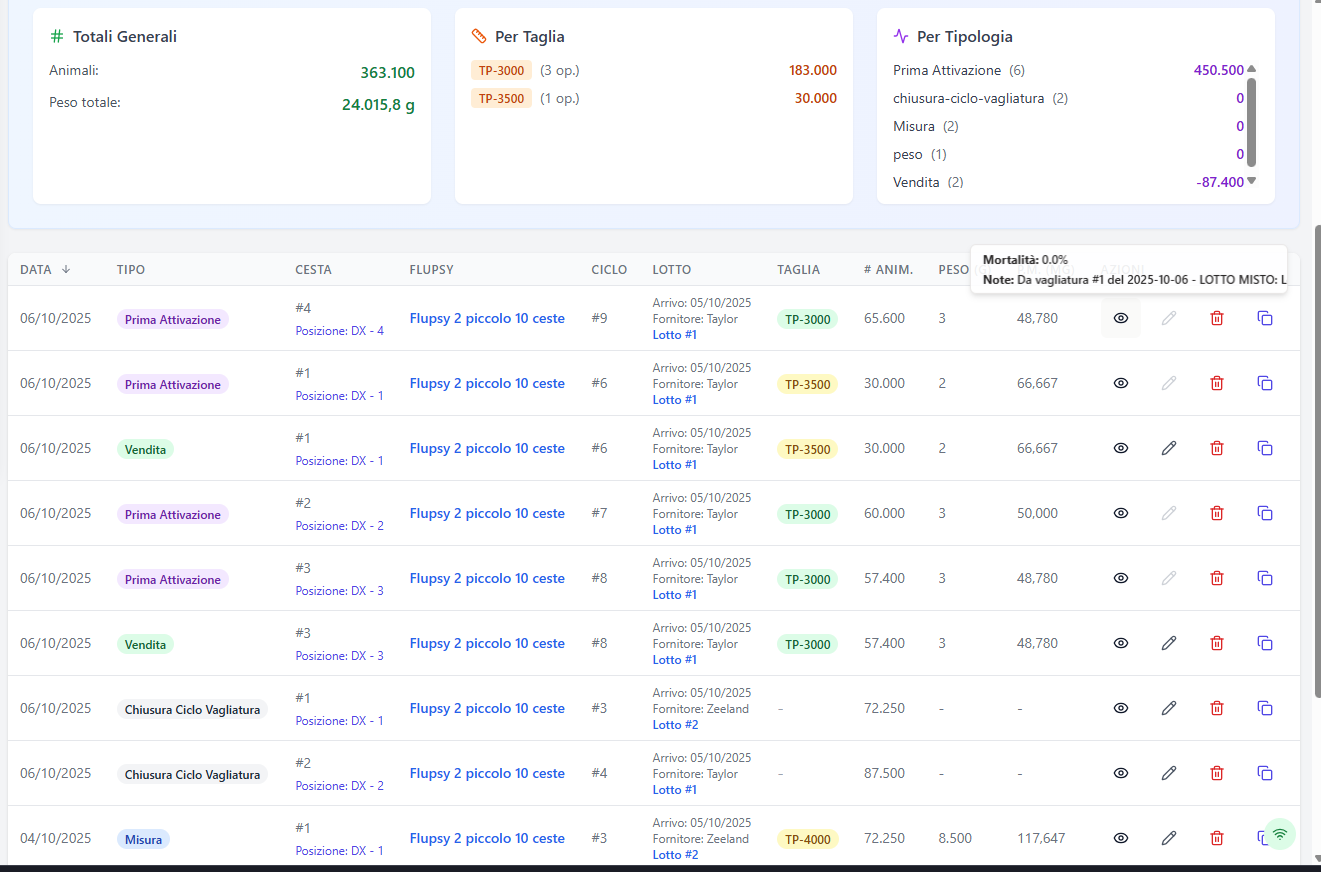 Totali Generali
Animali: 363.100
Peso totale: 24.015,8 g
Per Taglia
TP-3000 (3 op.) 183.000
TP-3500 (1 op.) 30.000
Per Tipologia
Prima Attivazione (6) 450.500
chiusura-ciclo-vagliatura (2) 0
Misura (2) 0
peso (1) 0
Vendita (2) -87.400
Mortalità: 0.0%
Note: Da vagliatura #1 del 2025-10-06 - LOTTO MISTO: L
DATA TIPO CESTA FLUPSY CICLO LOTTO TAGLIA # ANIM. PESO (G) P.M. (MG) AZIONI
06/10/2025 Prima Attivazione #4 Flupsy 2 piccolo 10 ceste #9 Arrivo: 05/10/2025 TP-3000 65.600 3 48,780
Posizione: DX - 4 Fornitore: Taylor
Lotto #1
06/10/2025 Prima Attivazione #1 Flupsy 2 piccolo 10 ceste #6 Arrivo: 05/10/2025 TP-3500 30.000 2 66,667
Posizione: DX - 1 Fornitore: Taylor
Lotto #1
06/10/2025 Vendita #1 Flupsy 2 piccolo 10 ceste #6 Arrivo: 05/10/2025 TP-3500 30.000 2 66,667
Posizione: DX - 1 Fornitore: Taylor
Lotto #1
06/10/2025 Prima Attivazione #2 Flupsy 2 piccolo 10 ceste #7 Arrivo: 05/10/2025 TP-3000 60.000 3 50,000
Posizione: DX - 2 Fornitore: Taylor
Lotto #1
06/10/2025 Prima Attivazione #3 Flupsy 2 piccolo 10 ceste #8 Arrivo: 05/10/2025 TP-3000 57.400 3 48,780
Posizione: DX - 3 Fornitore: Taylor
Lotto #1
06/10/2025 Vendita #3 Flupsy 2 piccolo 10 ceste #8 Arrivo: 05/10/2025 TP-3000 57.400 3 48,780
Posizione: DX - 3 Fornitore: Taylor
Lotto #1
06/10/2025 Chiusura Ciclo Vagliatura #1 Flupsy 2 piccolo 10 ceste #3 Arrivo: 05/10/2025 - 72.250 - -
Posizione: DX - 1 Fornitore: Zeeland
Lotto #2
06/10/2025 Chiusura Ciclo Vagliatura #2 Flupsy 2 piccolo 10 ceste #4 Arrivo: 05/10/2025 - 87.500 - -
Posizione: DX - 2 Fornitore: Taylor
Lotto #1
04/10/2025 Misura #1 Flupsy 2 piccolo 10 ceste #3 Arrivo: 05/10/2025 TP-4000 72.250 8.500 117,647
Posizione: DX - 1 Fornitore: Zeeland
Lotto #2